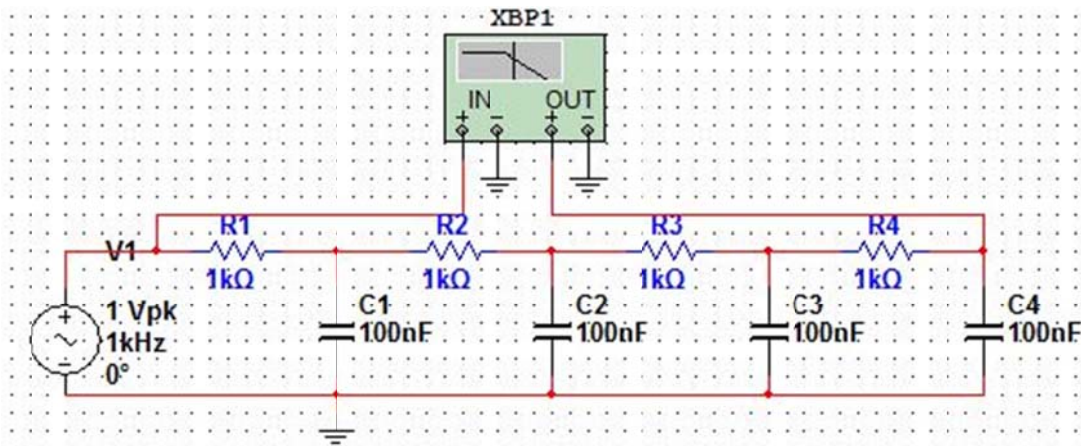 XBP1
IN OUT
+ − + −
R1 R2 R3 R4
V1
1kΩ 1kΩ 1kΩ 1kΩ
C1 C2 C3 C4
1 Vpk
100nF 100nF 100nF 100nF
1kHz
0°